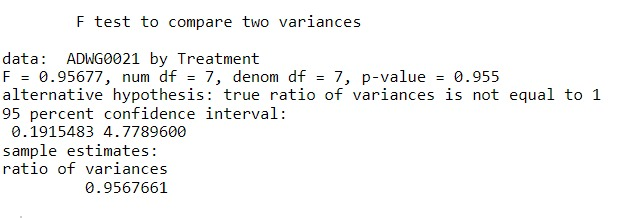 F test to compare two variances
data:  ADWG0021 by Treatment
F = 0.95677, num df = 7, denom df = 7, p-value = 0.955
alternative hypothesis: true ratio of variances is not equal to 1
95 percent confidence interval:
 0.1915483 4.7789600
sample estimates:
ratio of variances
         0.9567661